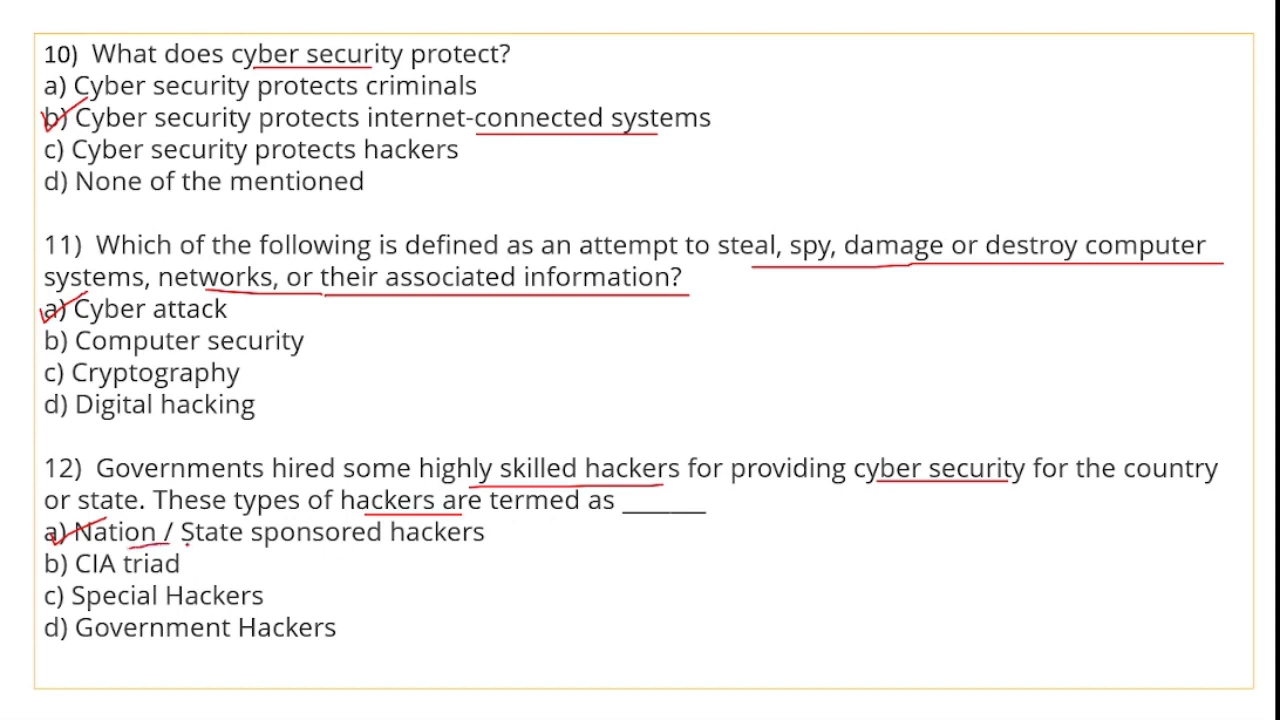 10)  What does cyber security protect?
a) Cyber security protects criminals
b) Cyber security protects internet-connected systems
c) Cyber security protects hackers
d) None of the mentioned
11)  Which of the following is defined as an attempt to steal, spy, damage or destroy computer
systems, networks, or their associated information?
a) Cyber attack
b) Computer security
c) Cryptography
d) Digital hacking
12)  Governments hired some highly skilled hackers for providing cyber security for the country
or state. These types of hackers are termed as _______
a) Nation / State sponsored hackers
b) CIA triad
c) Special Hackers
d) Government Hackers